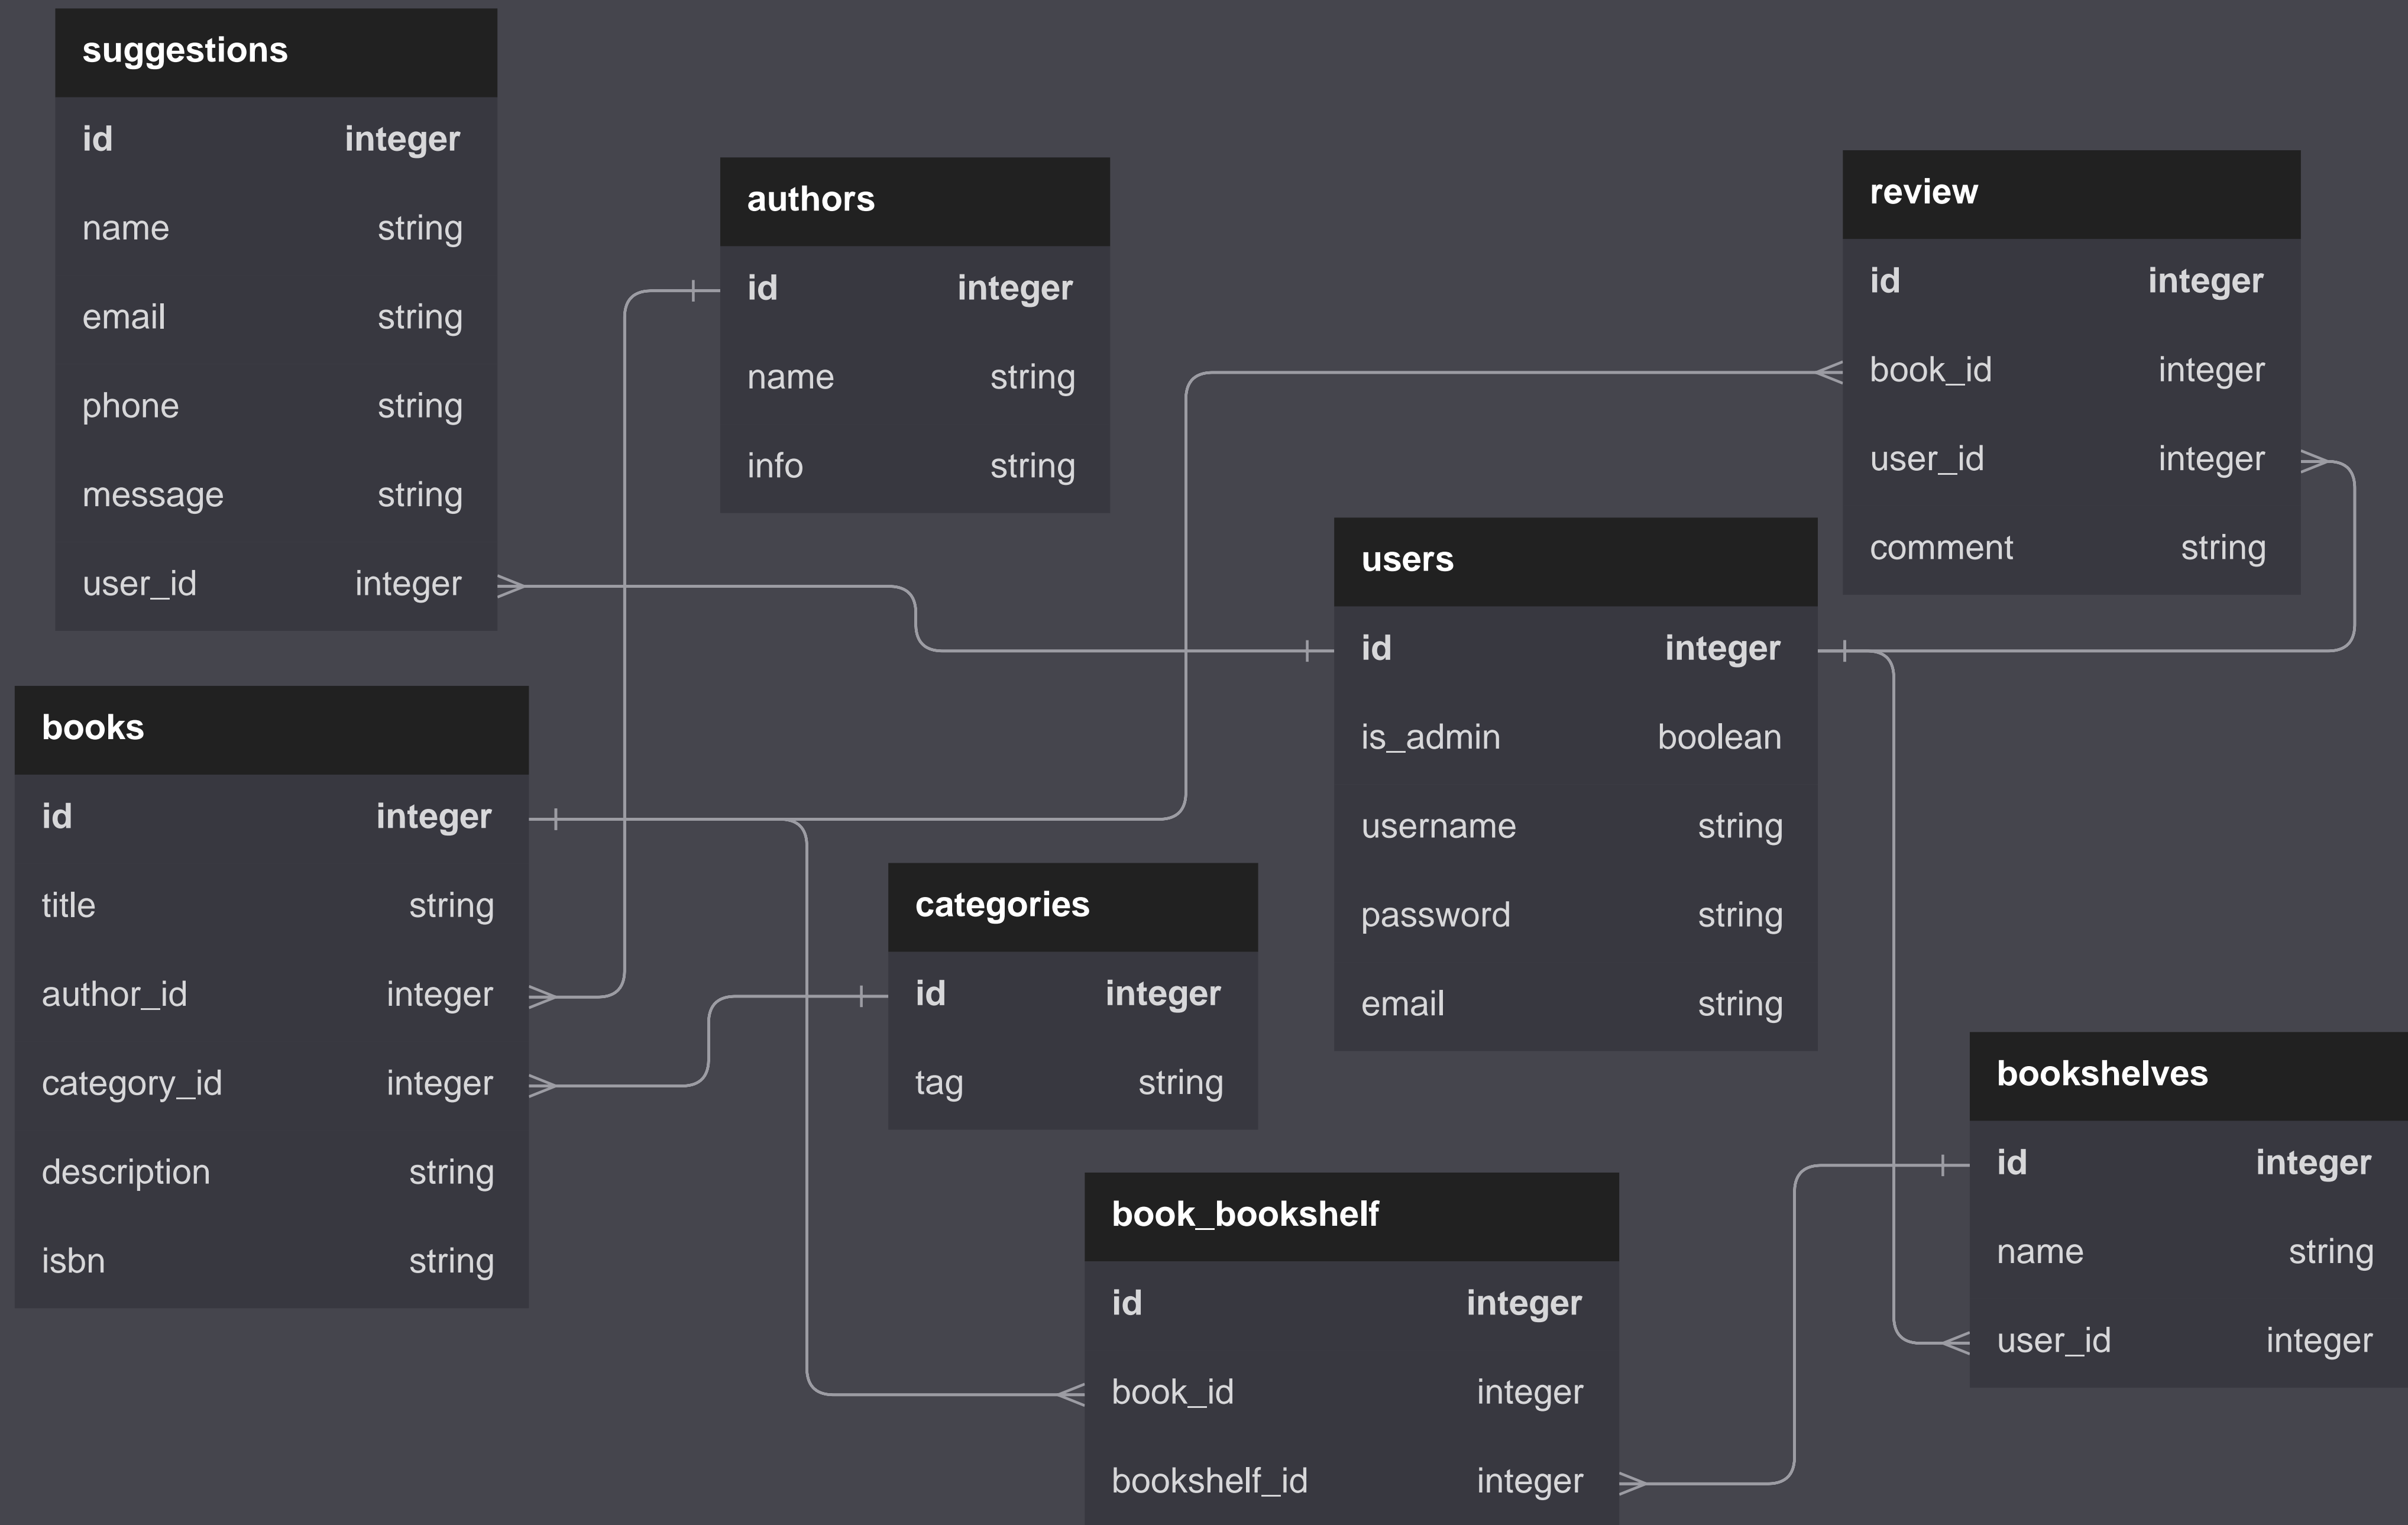 suggestions
id integer
name string
email string
phone string
message string
user_id integer
authors
id integer
name string
info string
review
id integer
book_id integer
user_id integer
comment string
users
id integer
is_admin boolean
username string
password string
email string
books
id integer
title string
author_id integer
category_id integer
description string
isbn string
categories
id integer
tag string
bookshelves
id integer
name string
user_id integer
book_bookshelf
id integer
book_id integer
bookshelf_id integer